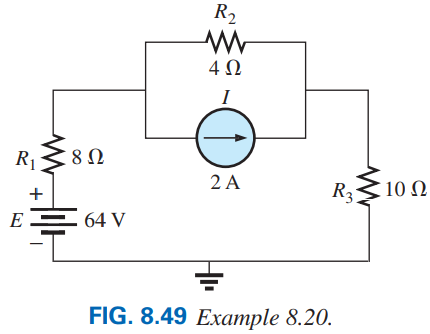 R2
4 Ω
I
2 A
R1
8 Ω
+
E
64 V
–
R3
10 Ω
FIG. 8.49 Example 8.20.